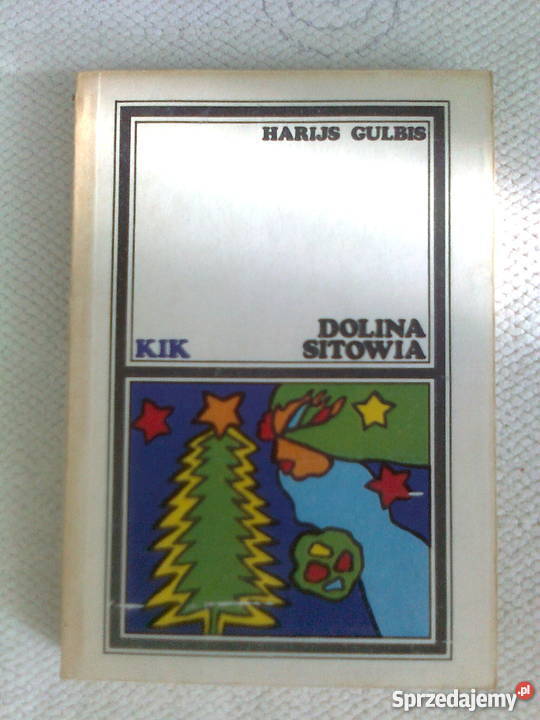 HARIJS GULBIS
DOLINA
KIK SITOWIA
Sprzedajemy.pl